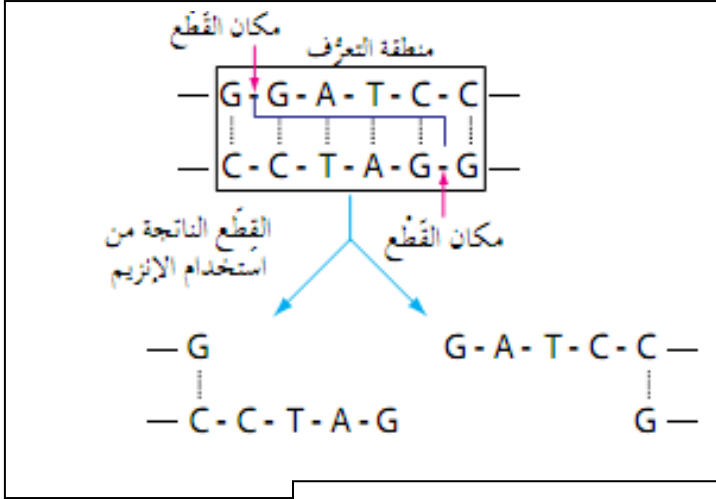 مكان القَطْع
منطقة التعرُّف
— G - G - A - T - C - C —
— C - C - T - A - G - G —
مكان القَطْع
القِطَع الناتجة من
استخدام الإنزيم
— G
— C - C - T - A - G
G - A - T - C - C —
G —